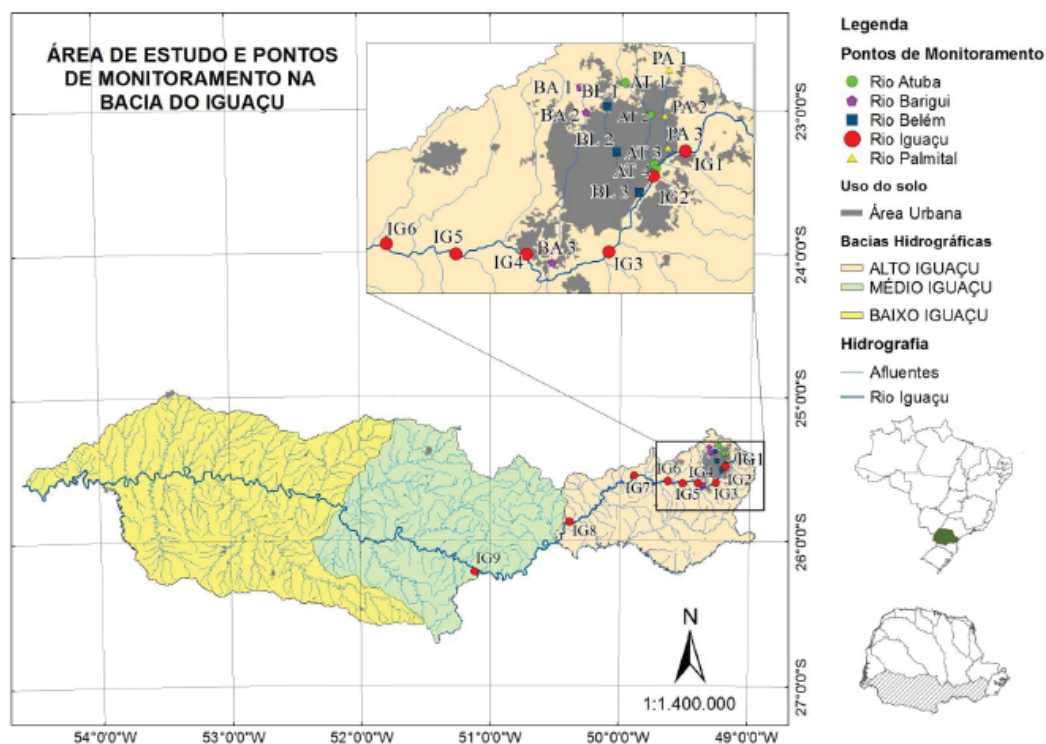 ÁREA DE ESTUDO E PONTOS
DE MONITORAMENTO NA
BACIA DO IGUAÇU
PA 1
AT 1
BA 1
BL 1
BA 2
AT 2
PA 2
BL 2
AT 3
PA 3
AT 4
IG1
BL 3
IG2
IG6
IG5
IG4
BA 3
IG3
23°0'0"S
24°0'0"S
25°0'0"S
26°0'0"S
27°0'0"S
IG1
IG6
IG4
IG2
IG7
IG5
IG3
IG8
IG9
N
1:1.400.000
54°0'0"W
53°0'0"W
52°0'0"W
51°0'0"W
50°0'0"W
49°0'0"W
Legenda
Pontos de Monitoramento
Rio Atuba
Rio Barigui
Rio Belém
Rio Iguaçu
Rio Palmital
Uso do solo
Área Urbana
Bacias Hidrográficas
ALTO IGUAÇU
MÉDIO IGUAÇU
BAIXO IGUAÇU
Hidrografia
Afluentes
Rio Iguaçu